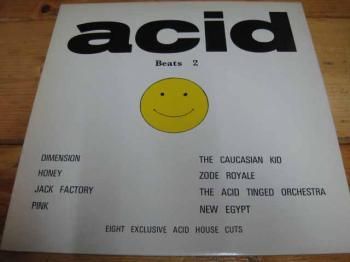 acid
Beats 2
DIMENSION
HONEY
JACK FACTORY
PINK
THE CAUCASIAN KID
ZODE ROYALE
THE ACID TINGED ORCHESTRA
NEW EGYPT
EIGHT EXCLUSIVE ACID HOUSE CUTS